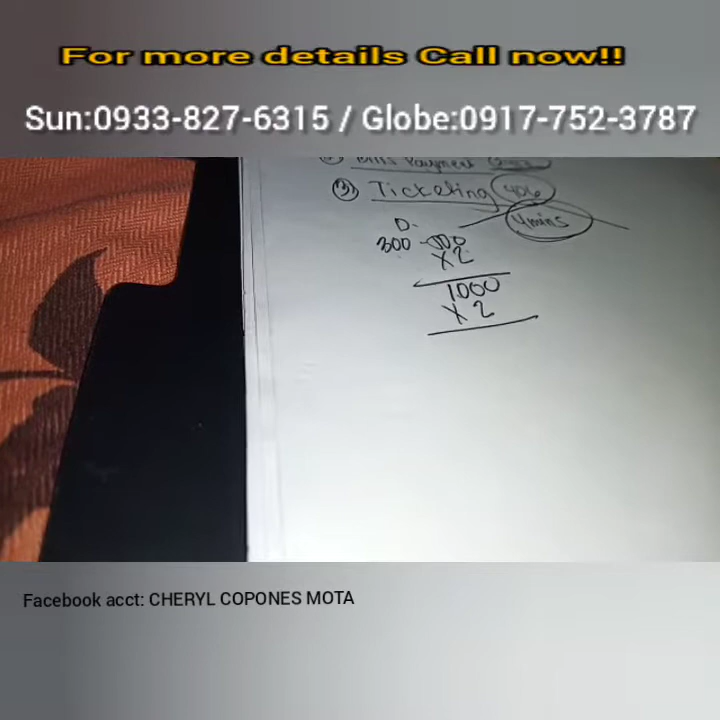 For more details Call now!!
Sun:0933-827-6315 / Globe:0917-752-3787
Bills Payment
③ Ticketing
4mins
D.
300 -
X 2
1000
X 2
Facebook acct: CHERYL COPONES MOTA